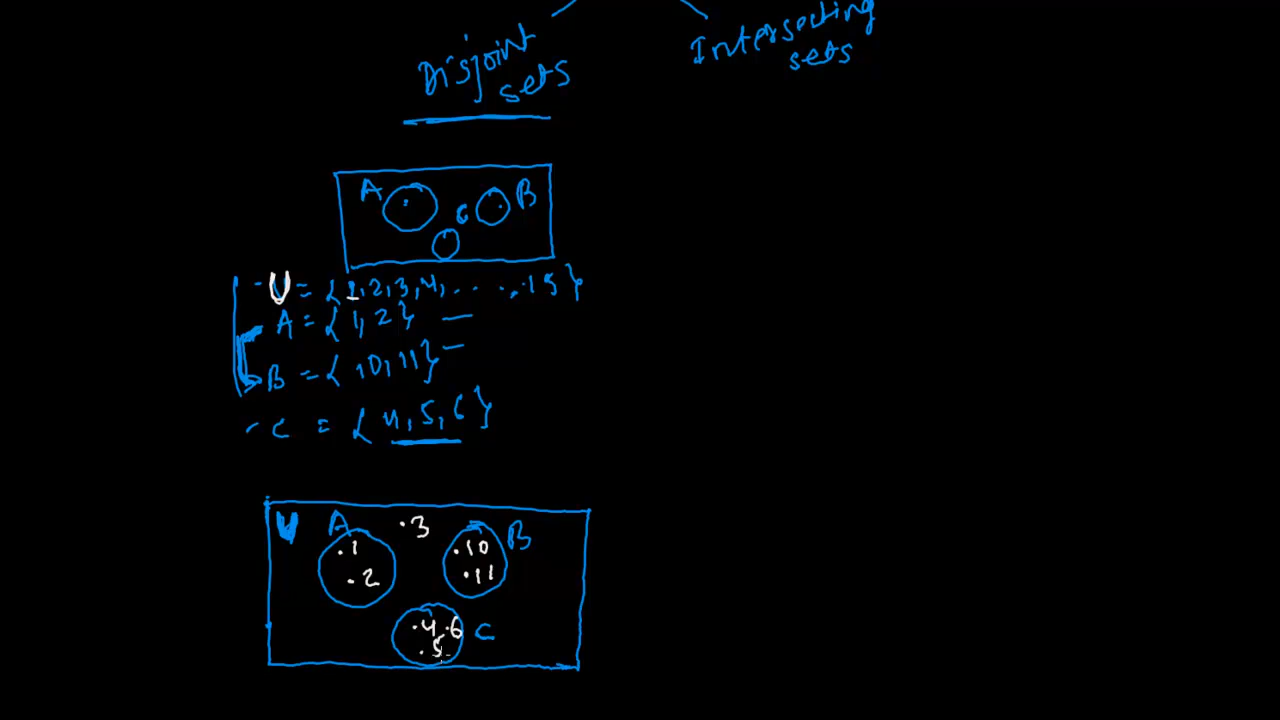 Disjoint
sets
Intersecting
sets
A
B
C
U = {1,2,3,4, . . . , . 15}
A = {1,2} —
B = {10,11} —
C = {4,5,6}
U
A
.3
B
.1
.10
.2
.11
.4 .6
C
.5